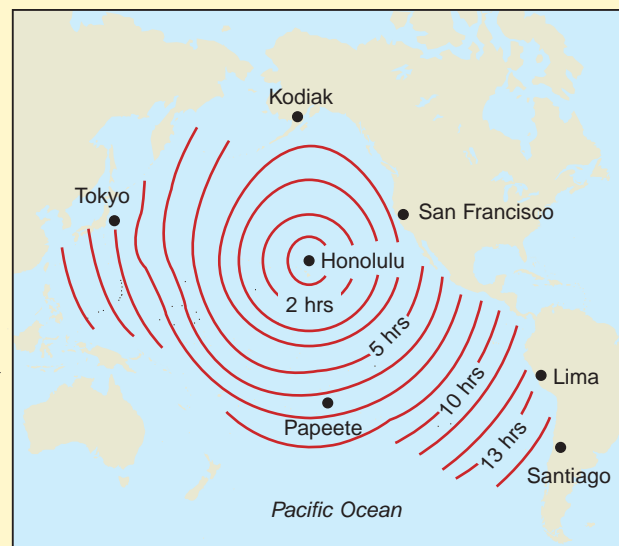 Kodiak
Tokyo
San Francisco
Honolulu
2 hrs
5 hrs
Lima
10 hrs
Papeete
13 hrs
Santiago
Pacific Ocean